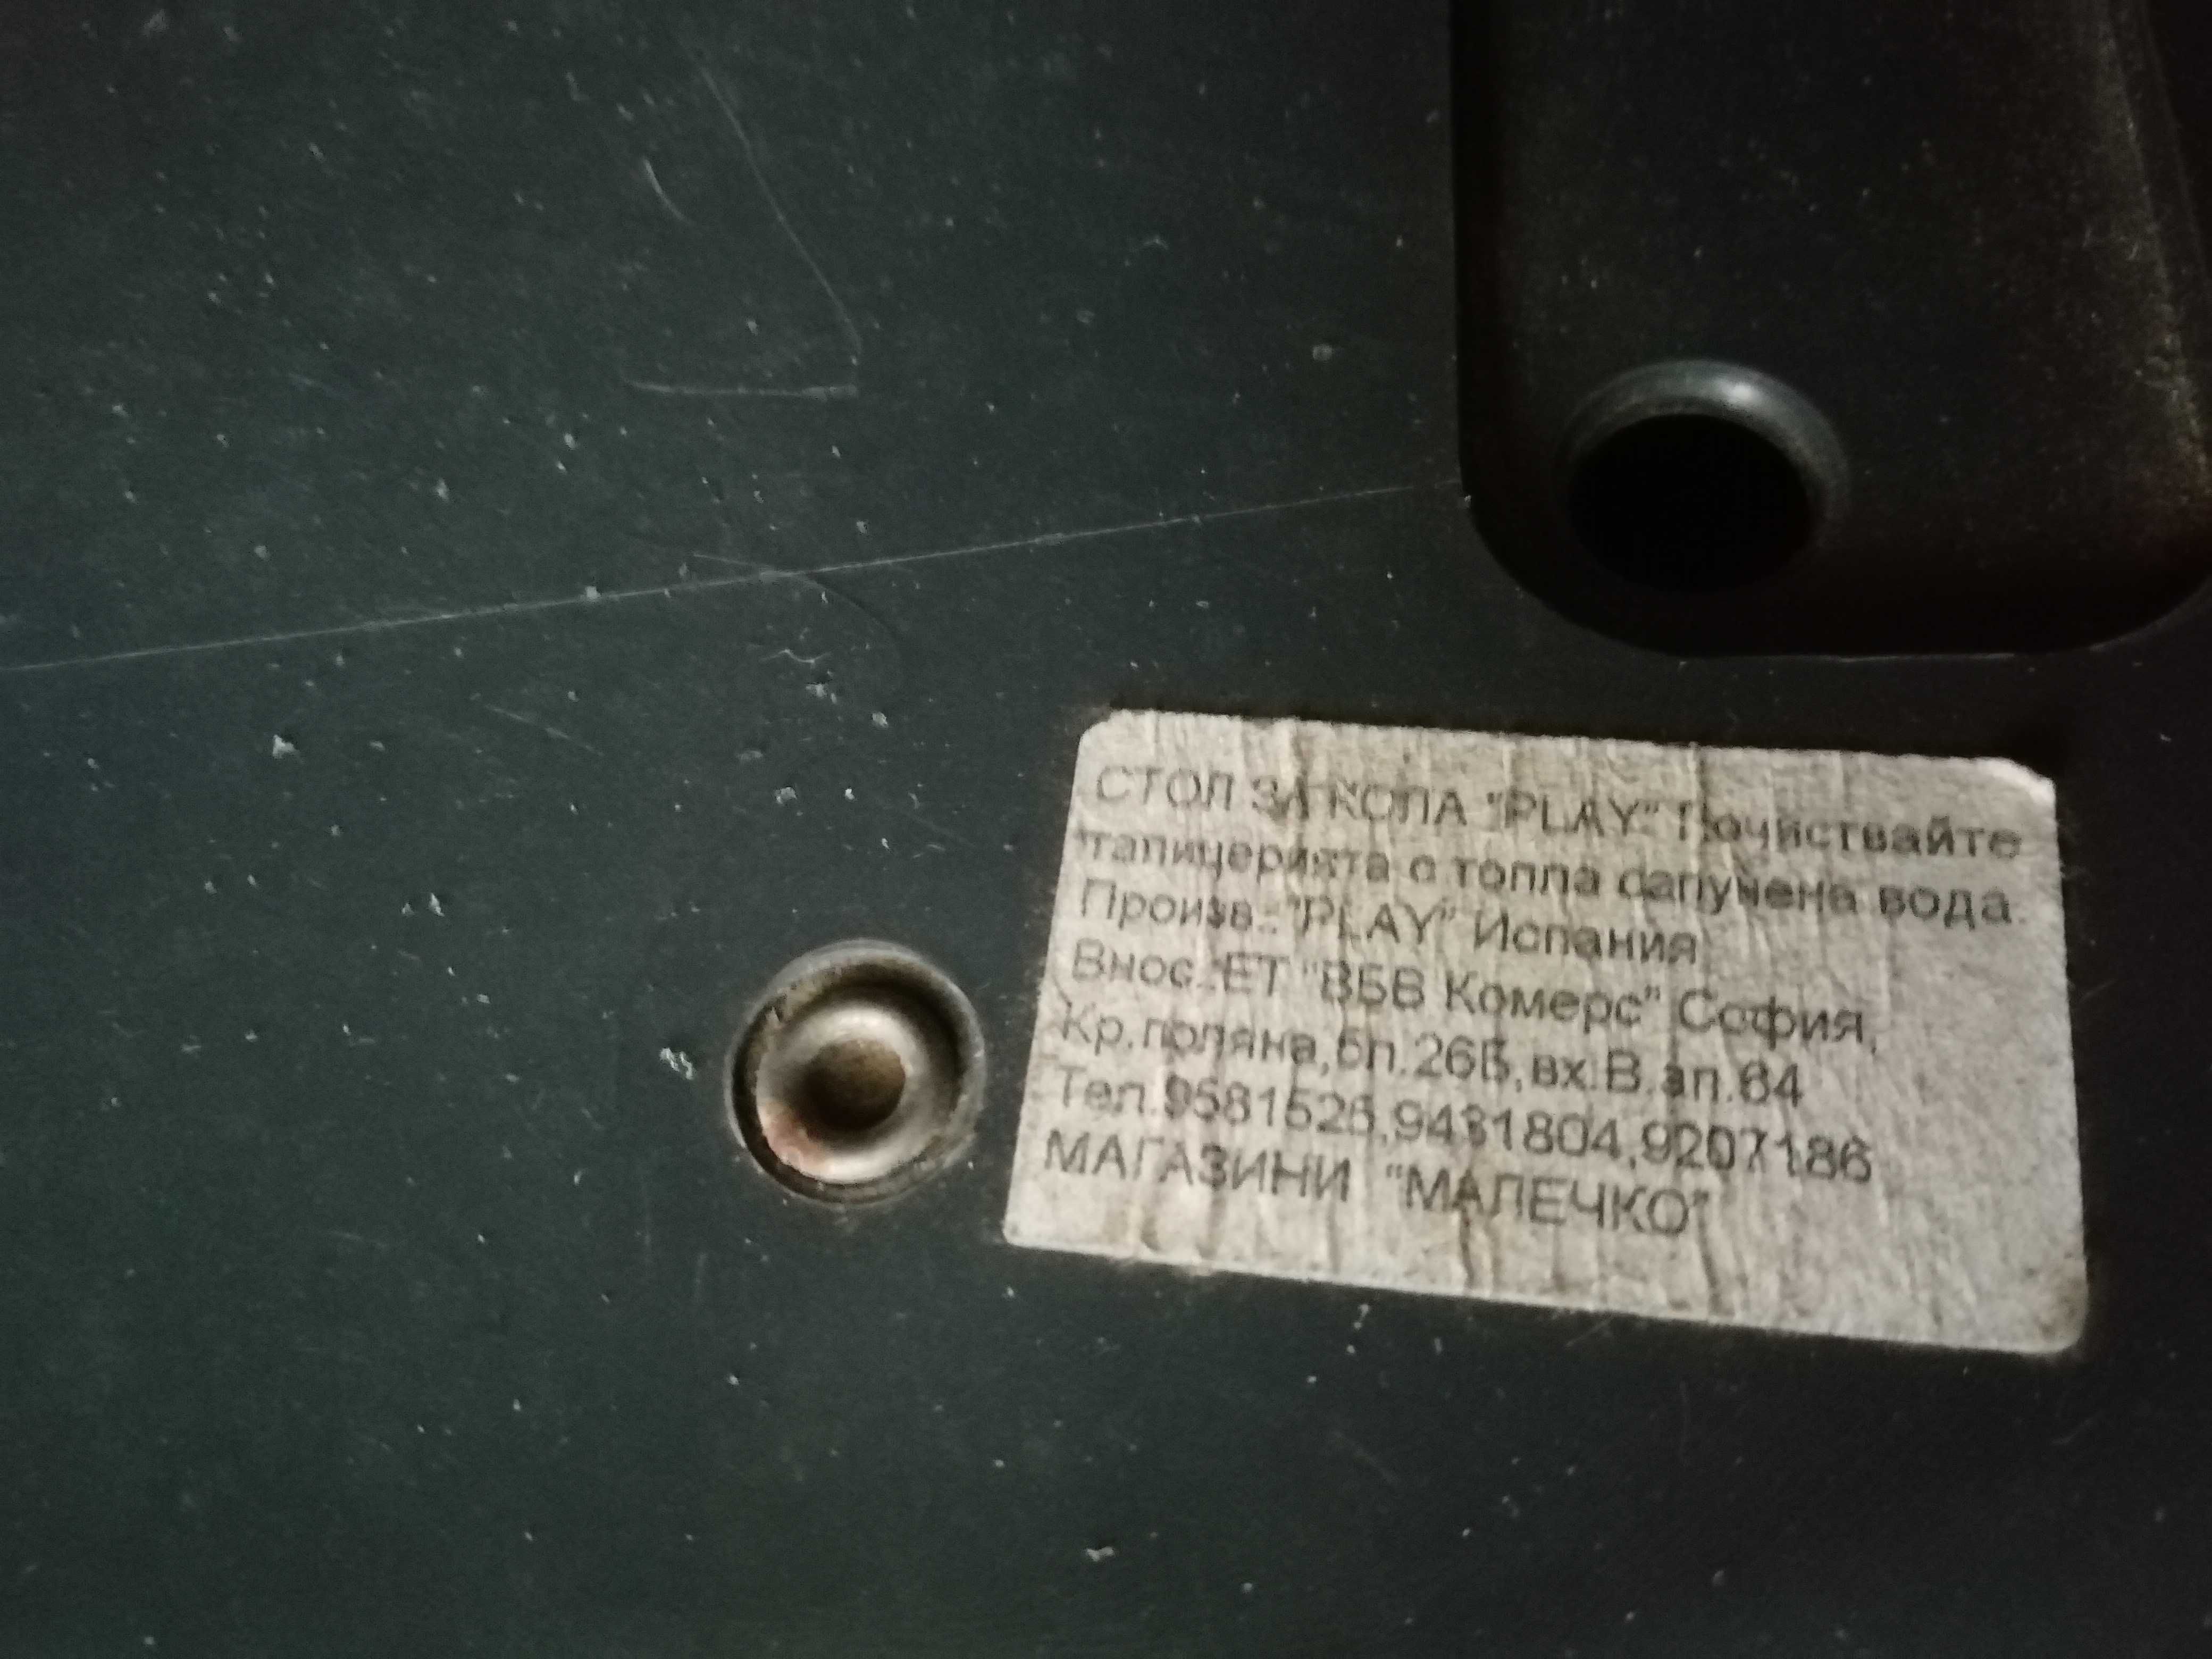 СТОЛ ЗА КОЛА "PLAY" Почиствайте
тапицерията с топла сапунена вода.
Произв.:"PLAY" Испания
Внос.:ЕТ "ВБВ Комерс" София,
Кр.поляна,бл.26Б,вх.В.ап.64
Тел.9581526,9431804,9207186
МАГАЗИНИ "МАЛЕЧКО"